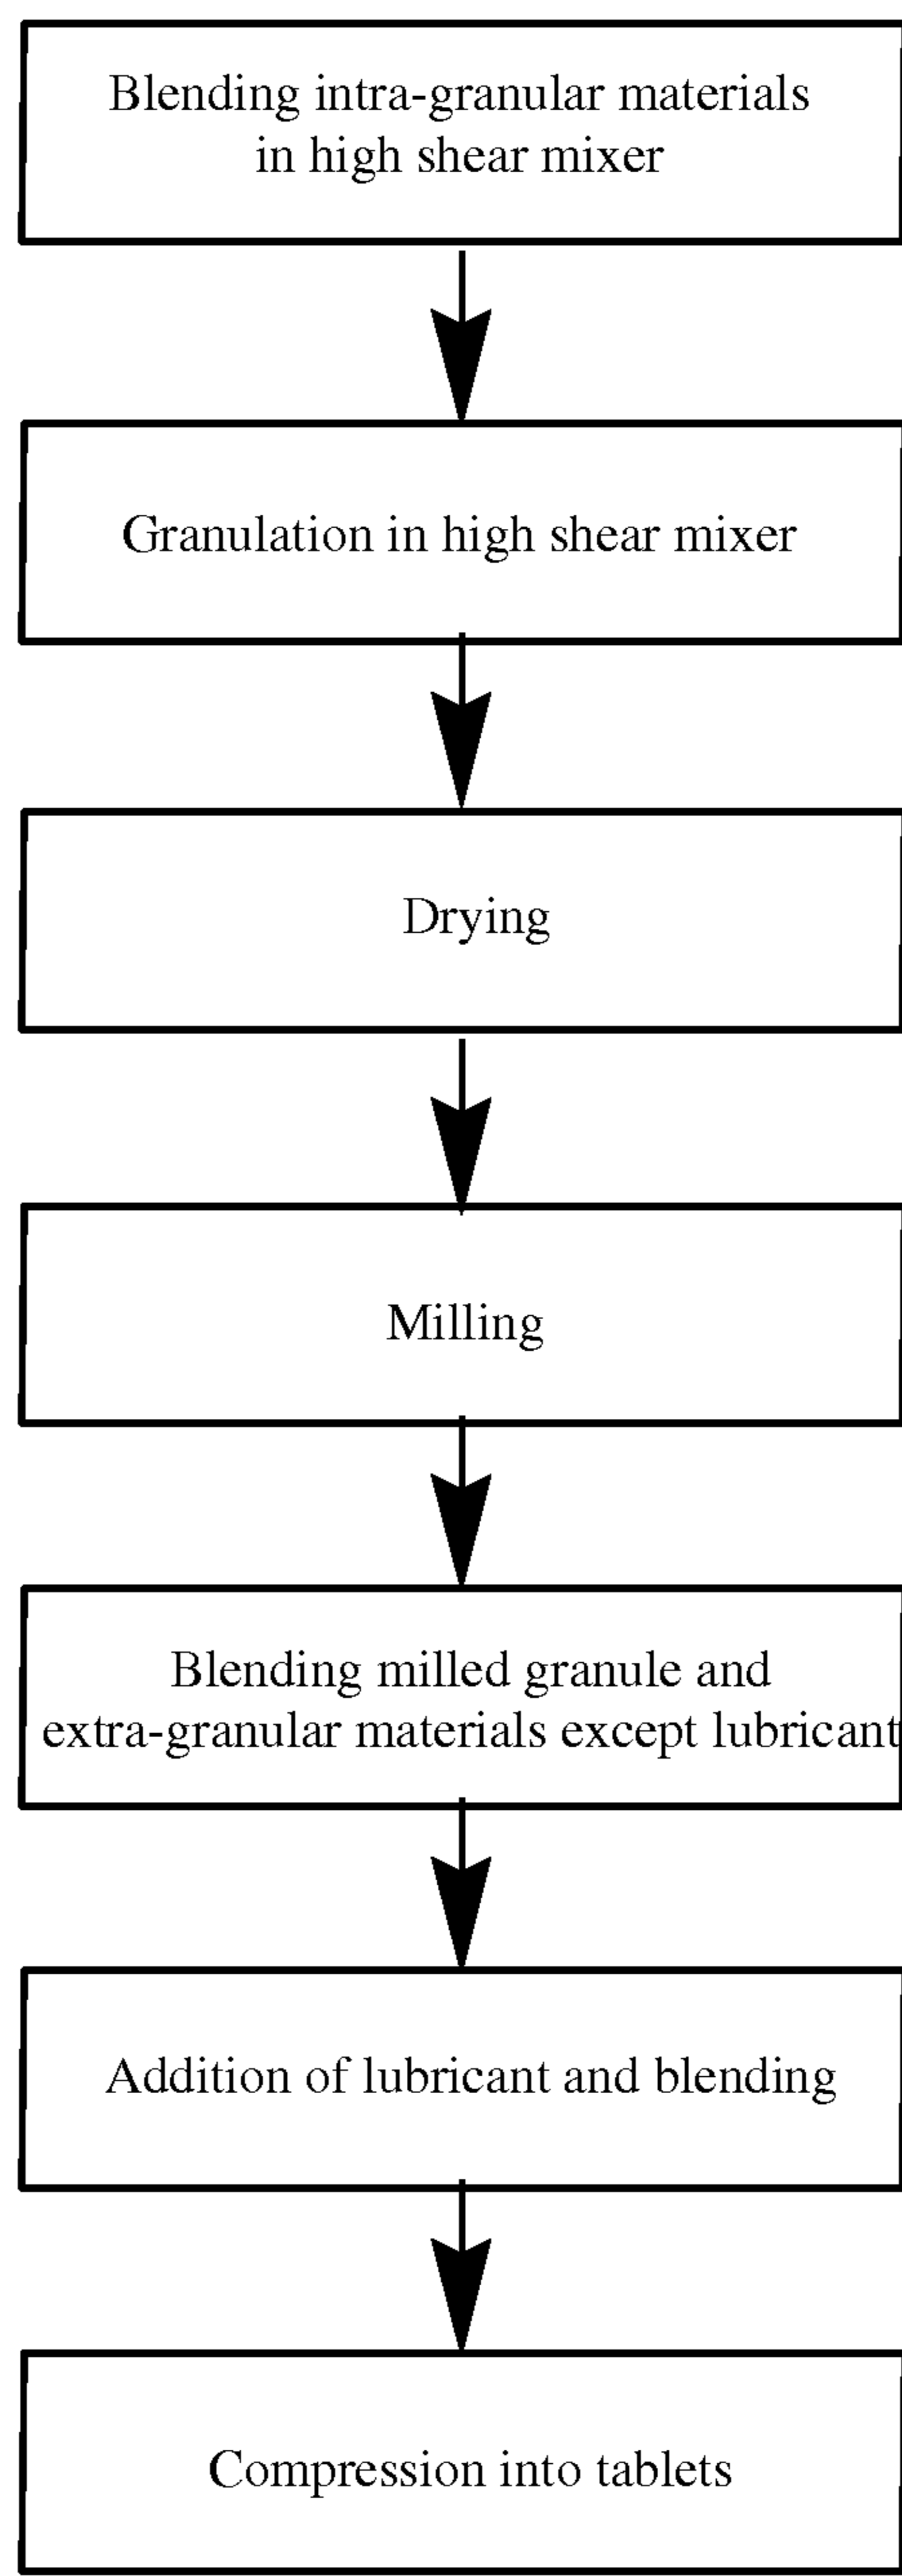 Blending intra-granular materials
in high shear mixer
Granulation in high shear mixer
Drying
Milling
Blending milled granule and
extra-granular materials except lubricant
Addition of lubricant and blending
Compression into tablets